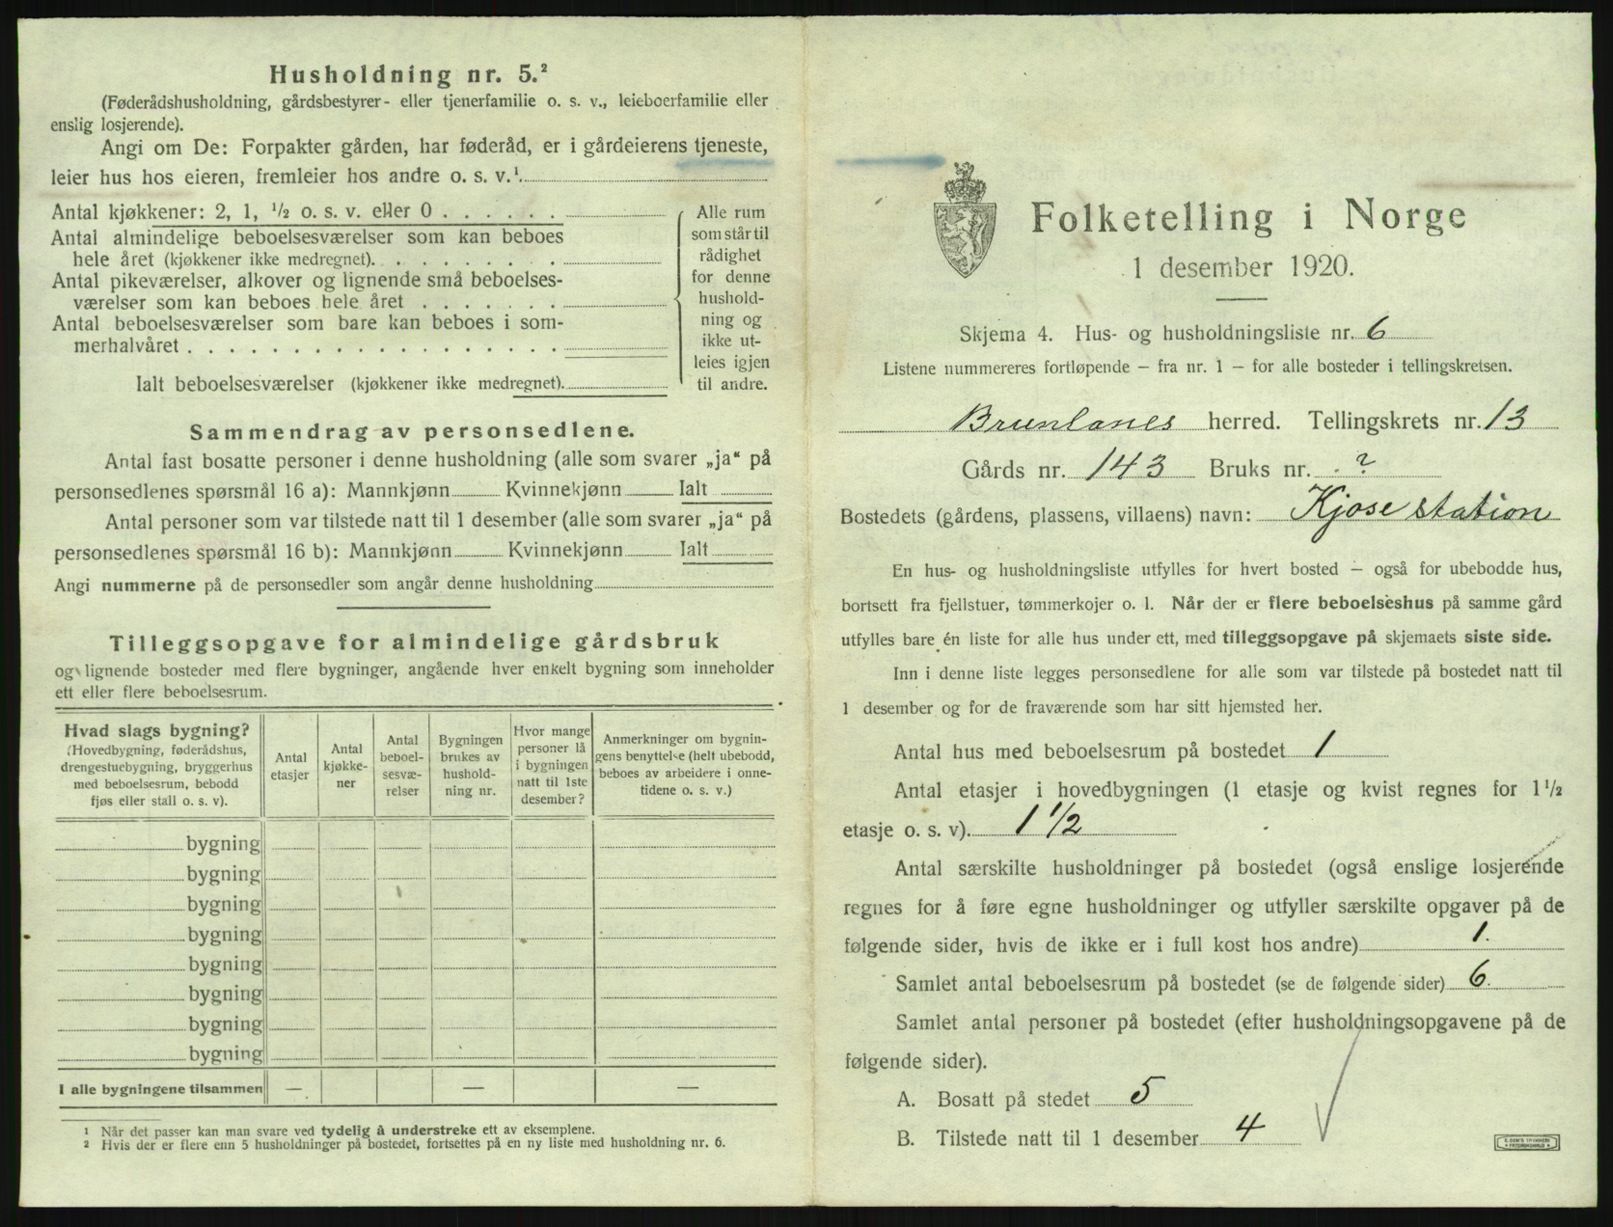 Husholdning nr. 5.²
(Føderådshusholdning, gårdsbestyrer- eller tjenerfamilie o. s. v., leieboerfamilie eller
enslig losjerende).
Angi om De: Forpakter gården, har føderåd, er i gårdeierens tjeneste,
leier hus hos eieren, fremleier hos andre o. s. v.¹.
Antal kjøkkener: 2, 1, ½ o. s. v. eller 0 . . . . . .
Antal almindelige beboelsesværelser som kan beboes
hele året (kjøkkener ikke medregnet). . . . . . . .
Antal pikeværelser, alkover og lignende små beboelses-
værelser som kan beboes hele året . . . . . . .
Antal beboelsesværelser som bare kan beboes i som-
merhalvåret . . . . . . . . . . . . . . . . . .
Ialt beboelsesværelser (kjøkkener ikke medregnet).
Alle rum
som står til
rådighet
for denne
hushold-
ning og
ikke ut-
leies igjen
til andre.
Sammendrag av personsedlene.
Antal fast bosatte personer i denne husholdning (alle som svarer „ja“ på
personsedlenes spørsmål 16 a): Mannkjønn Kvinnekjønn Ialt
Antal personer som var tilstede natt til 1 desember (alle som svarer „ja“ på
personsedlenes spørsmål 16 b): Mannkjønn Kvinnekjønn Ialt
Angi nummerne på de personsedler som angår denne husholdning
Tilleggsopgave for almindelige gårdsbruk
og lignende bosteder med flere bygninger, angående hver enkelt bygning som inneholder
ett eller flere beboelsesrum.
Hvad slags bygning?
(Hovedbygning, føderådshus,
drengestuebygning, bryggerhus
med beboelsesrum, bebodd
fjøs eller stall o. s. v).
Antal
etasjer
Antal
kjøkke-
ner
Antal
beboel-
sesvæ-
relser
Bygningen
brukes av
hushold-
ning nr.
Hvor mange
personer lå
i bygningen
natt til 1ste
desember?
Anmerkninger om bygnin-
gens benyttelse (helt ubebodd,
beboes av arbeidere i onne-
tidene o. s. v.)
bygning
bygning
bygning
bygning
bygning
bygning
bygning
bygning
I alle bygningene tilsammen — — —
¹ Når det passer kan man svare ved tydelig å understreke ett av eksemplene.
² Hvis der er flere enn 5 husholdninger på bostedet, fortsettes på en ny liste med husholdning nr. 6.
Folketelling i Norge
1 desember 1920.
Skjema 4. Hus- og husholdningsliste nr. 6
Listene nummereres fortløpende – fra nr. 1 – for alle bosteder i tellingskretsen.
Brunlanes herred. Tellingskrets nr. 13
Gårds nr. 143 Bruks nr. ?
Bostedets (gårdens, plassens, villaens) navn: Kjose station
En hus- og husholdningsliste utfylles for hvert bosted – også for ubebodde hus,
bortsett fra fjellstuer, tømmerkojer o. l. Når der er flere beboelseshus på samme gård
utfylles bare én liste for alle hus under ett, med tilleggsopgave på skjemaets siste side.
Inn i denne liste legges personsedlene for alle som var tilstede på bostedet natt til
1 desember og for de fraværende som har sitt hjemsted her.
Antal hus med beboelsesrum på bostedet 1
Antal etasjer i hovedbygningen (1 etasje og kvist regnes for 1½
etasje o. s. v). 1½
Antal særskilte husholdninger på bostedet (også enslige losjerende
regnes for å føre egne husholdninger og utfyller særskilte opgaver på de
følgende sider, hvis de ikke er i full kost hos andre) 1.
Samlet antal beboelsesrum på bostedet (se de følgende sider) 6
Samlet antal personer på bostedet (efter husholdningsopgavene på de
følgende sider).
A. Bosatt på stedet 5
B. Tilstede natt til 1 desember 4